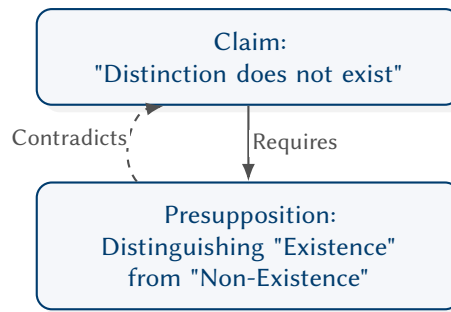 Claim:
"Distinction does not exist"
Contradicts
Requires
Presupposition:
Distinguishing "Existence"
from "Non-Existence"